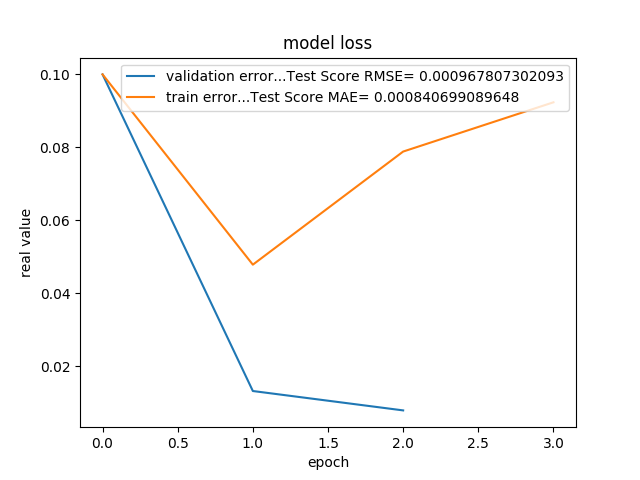 model loss
validation error...Test Score RMSE= 0.000967807302093
train error...Test Score MAE= 0.000840699089648
0.10
0.08
0.06
0.04
0.02
real value
0.0 0.5 1.0 1.5 2.0 2.5 3.0
epoch